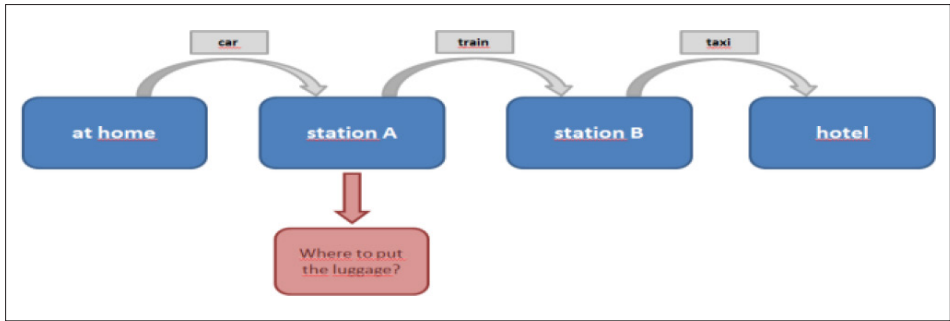 car
train
taxi
at home
station A
station B
hotel
Where to put
the luggage?